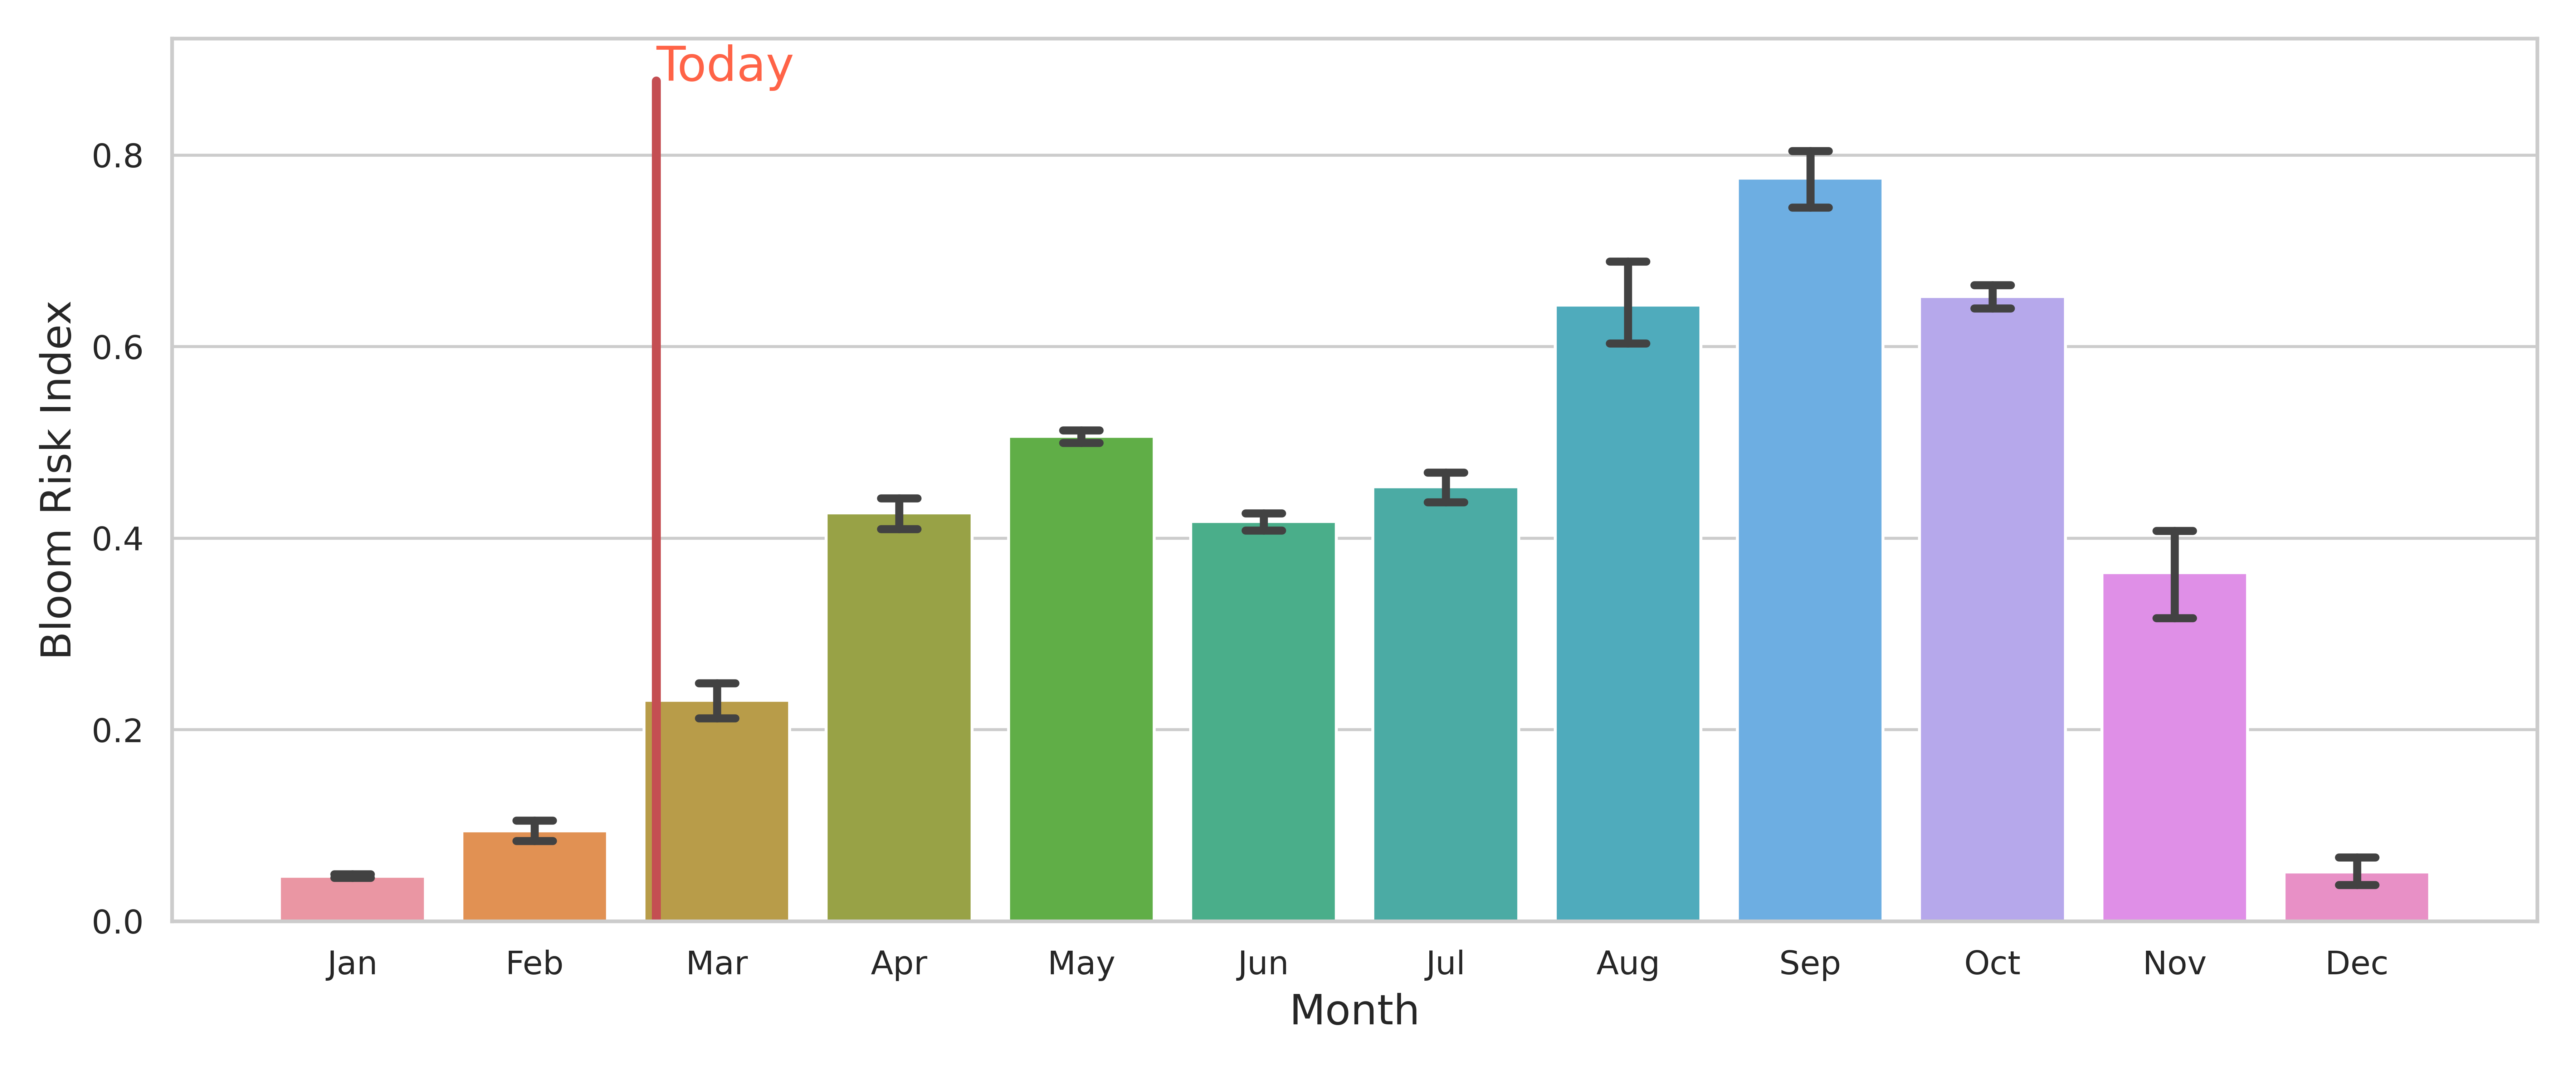 Today
Bloom Risk Index
0.8
0.6
0.4
0.2
0.0
Jan Feb Mar Apr May Jun Jul Aug Sep Oct Nov Dec
Month